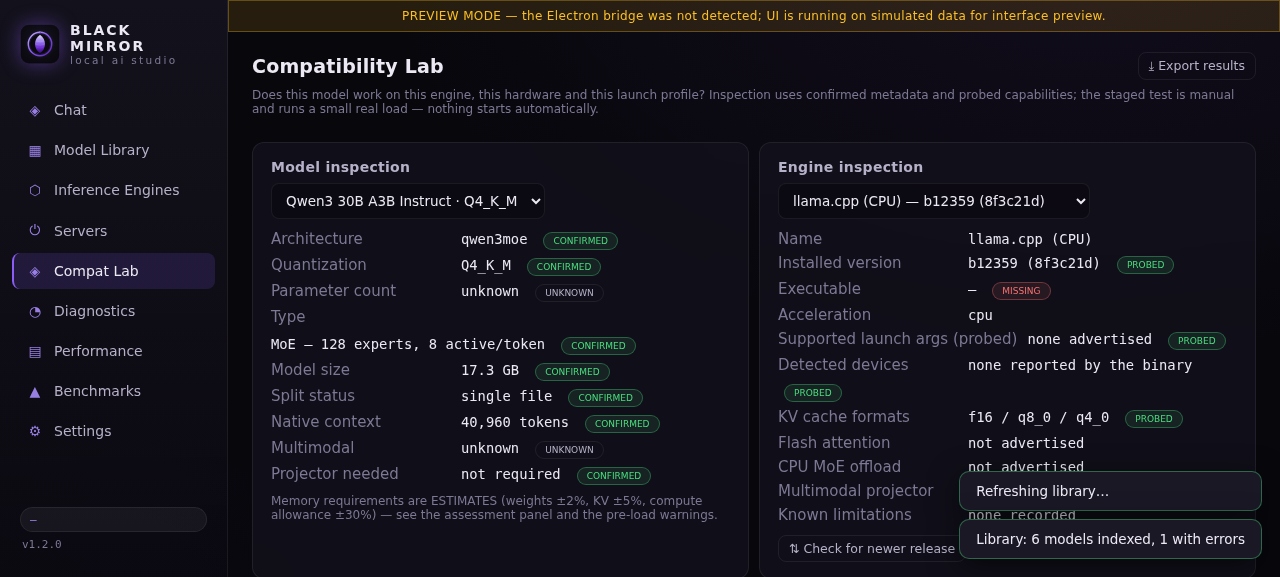 PREVIEW MODE — the Electron bridge was not detected; UI is running on simulated data for interface preview.
BLACK
MIRROR
local ai studio
Chat
Model Library
Inference Engines
Servers
Compat Lab
Diagnostics
Performance
Benchmarks
Settings
—
v1.2.0
Compatibility Lab
⤓ Export results
Does this model work on this engine, this hardware and this launch profile? Inspection uses confirmed metadata and probed capabilities; the staged test is manual
and runs a small real load — nothing starts automatically.
Model inspection
Qwen3 30B A3B Instruct · Q4_K_M
Architecture qwen3moe CONFIRMED
Quantization Q4_K_M CONFIRMED
Parameter count unknown UNKNOWN
Type
MoE — 128 experts, 8 active/token CONFIRMED
Model size 17.3 GB CONFIRMED
Split status single file CONFIRMED
Native context 40,960 tokens CONFIRMED
Multimodal unknown UNKNOWN
Projector needed not required CONFIRMED
Memory requirements are ESTIMATES (weights ±2%, KV ±5%, compute
allowance ±30%) — see the assessment panel and the pre-load warnings.
Engine inspection
llama.cpp (CPU) — b12359 (8f3c21d)
Name llama.cpp (CPU)
Installed version b12359 (8f3c21d) PROBED
Executable — MISSING
Acceleration cpu
Supported launch args (probed) none advertised PROBED
Detected devices none reported by the binary
PROBED
KV cache formats f16 / q8_0 / q4_0 PROBED
Flash attention not advertised
CPU MoE offload not advertised
Multimodal projector
Known limitations none recorded
⇅ Check for newer release
Refreshing library…
Library: 6 models indexed, 1 with errors